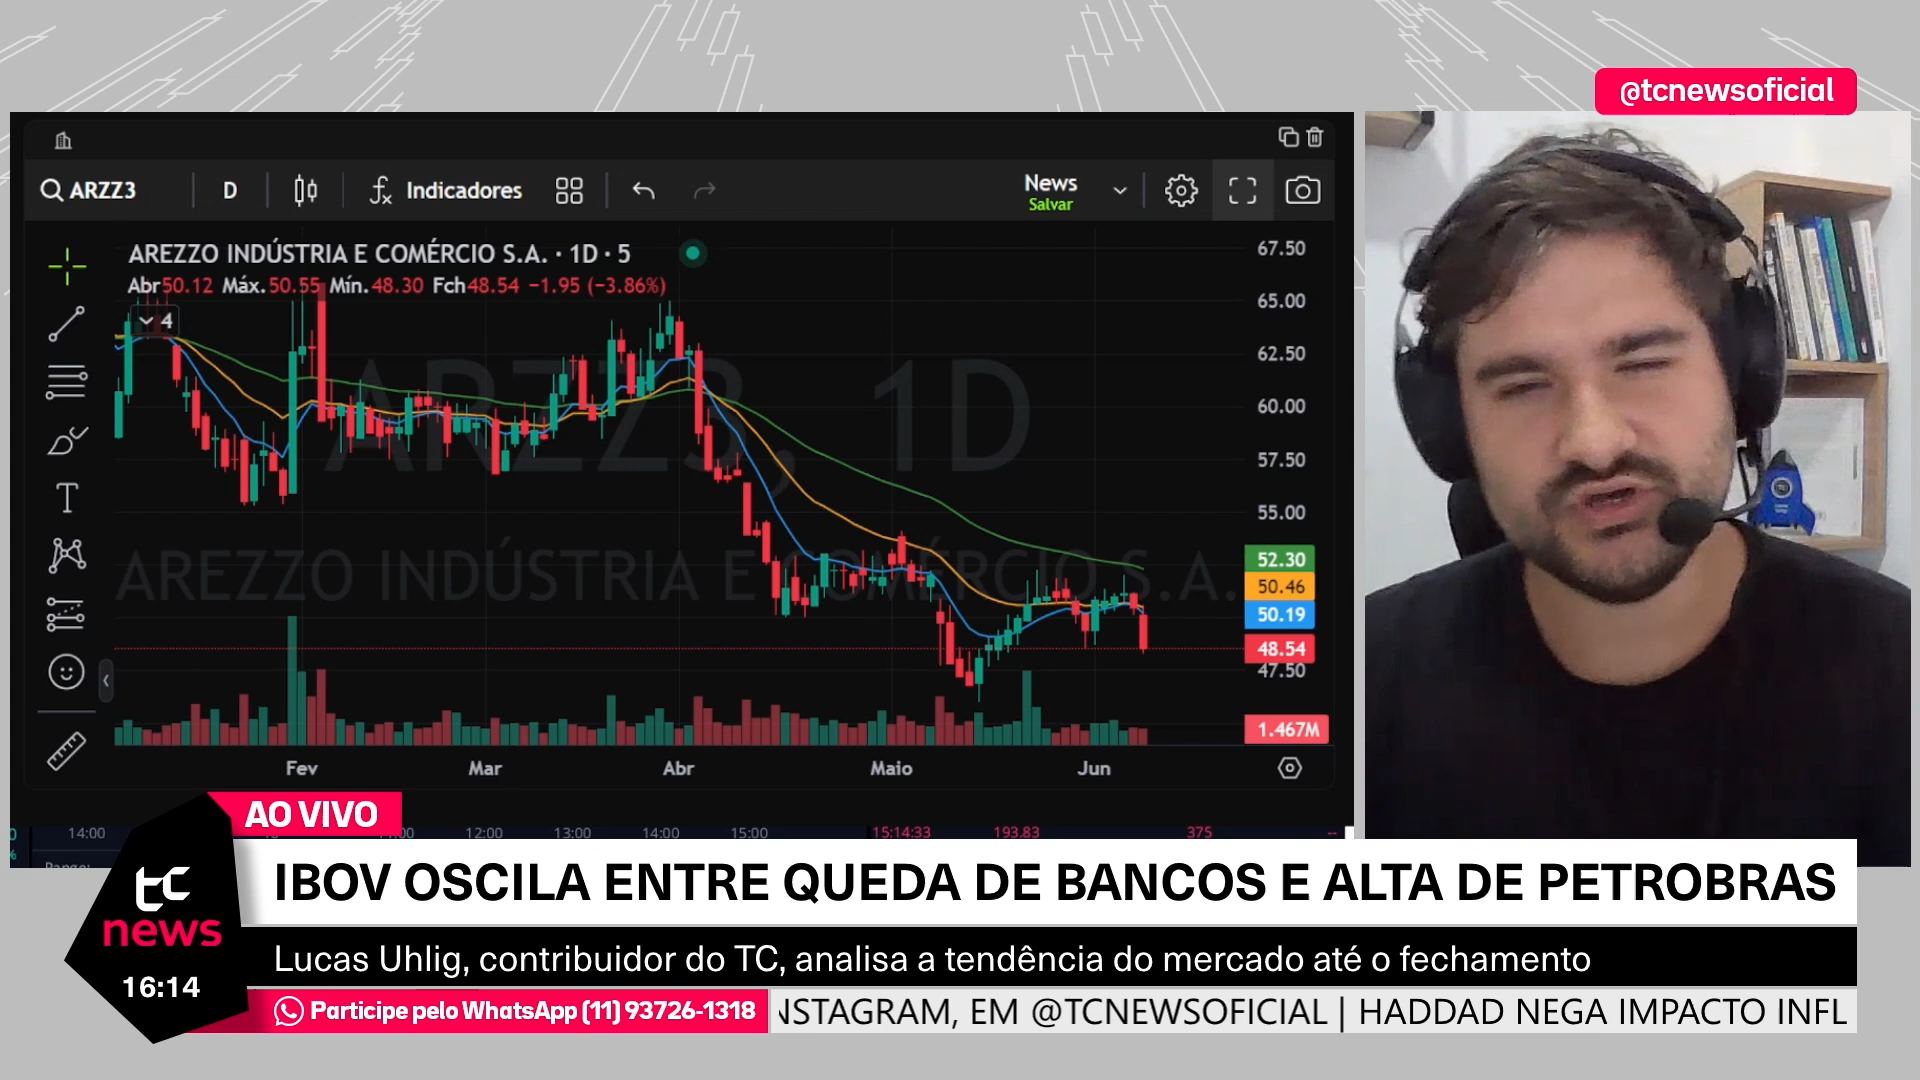 @tcnewsoficial
ARZZ3 D Indicadores News
Salvar
AREZZO INDÚSTRIA E COMÉRCIO S.A. · 1D · 5
Abr50.12 Máx.50.55 Mín.48.30 Fch48.54 −1.95 (−3.86%)
4
ARZZ3, 1D
AREZZO INDÚSTRIA E COMÉRCIO S.A.
67.50
65.00
62.50
60.00
57.50
55.00
52.30
50.46
50.19
48.54
47.50
1.467M
Fev Mar Abr Maio Jun
14:00 12:00 13:00 14:00 15:00 15:14:33 193.83 375 --
AO VIVO
IBOV OSCILA ENTRE QUEDA DE BANCOS E ALTA DE PETROBRAS
Lucas Uhlig, contribuidor do TC, analisa a tendência do mercado até o fechamento
tc
news
16:14
Participe pelo WhatsApp (11) 93726-1318
NSTAGRAM, EM @TCNEWSOFICIAL | HADDAD NEGA IMPACTO INFL